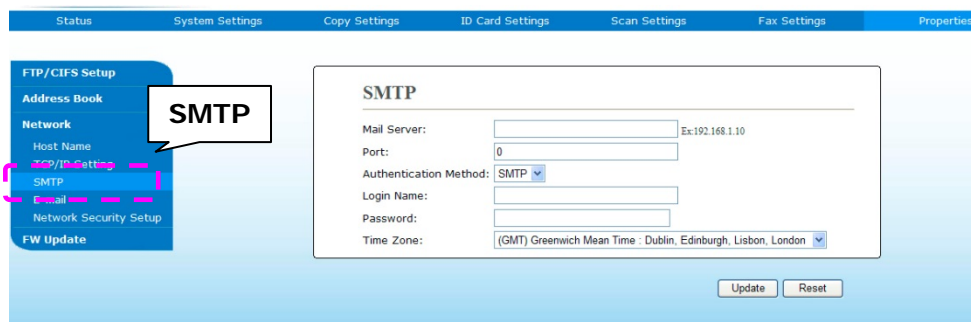 Status System Settings Copy Settings ID Card Settings Scan Settings Fax Settings Properties
FTP/CIFS Setup
Address Book
Network
Host Name
TCP/IP Setting
SMTP
E-mail
Network Security Setup
FW Update
SMTP
SMTP
Mail Server: Ex:192.168.1.10
Port: 0
Authentication Method: SMTP
Login Name:
Password:
Time Zone: (GMT) Greenwich Mean Time : Dublin, Edinburgh, Lisbon, London
Update Reset